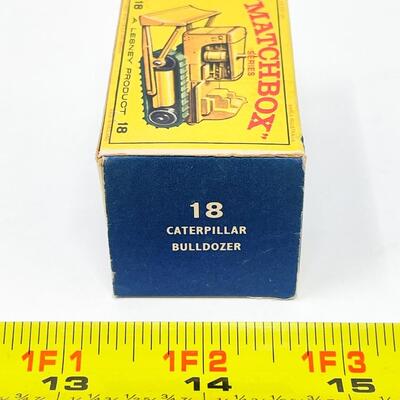 "MATCHBOX"
SERIES
18 A LESNEY PRODUCT 18
18
CATERPILLAR
BULLDOZER
1F1 1F2 1F3
13 14 15